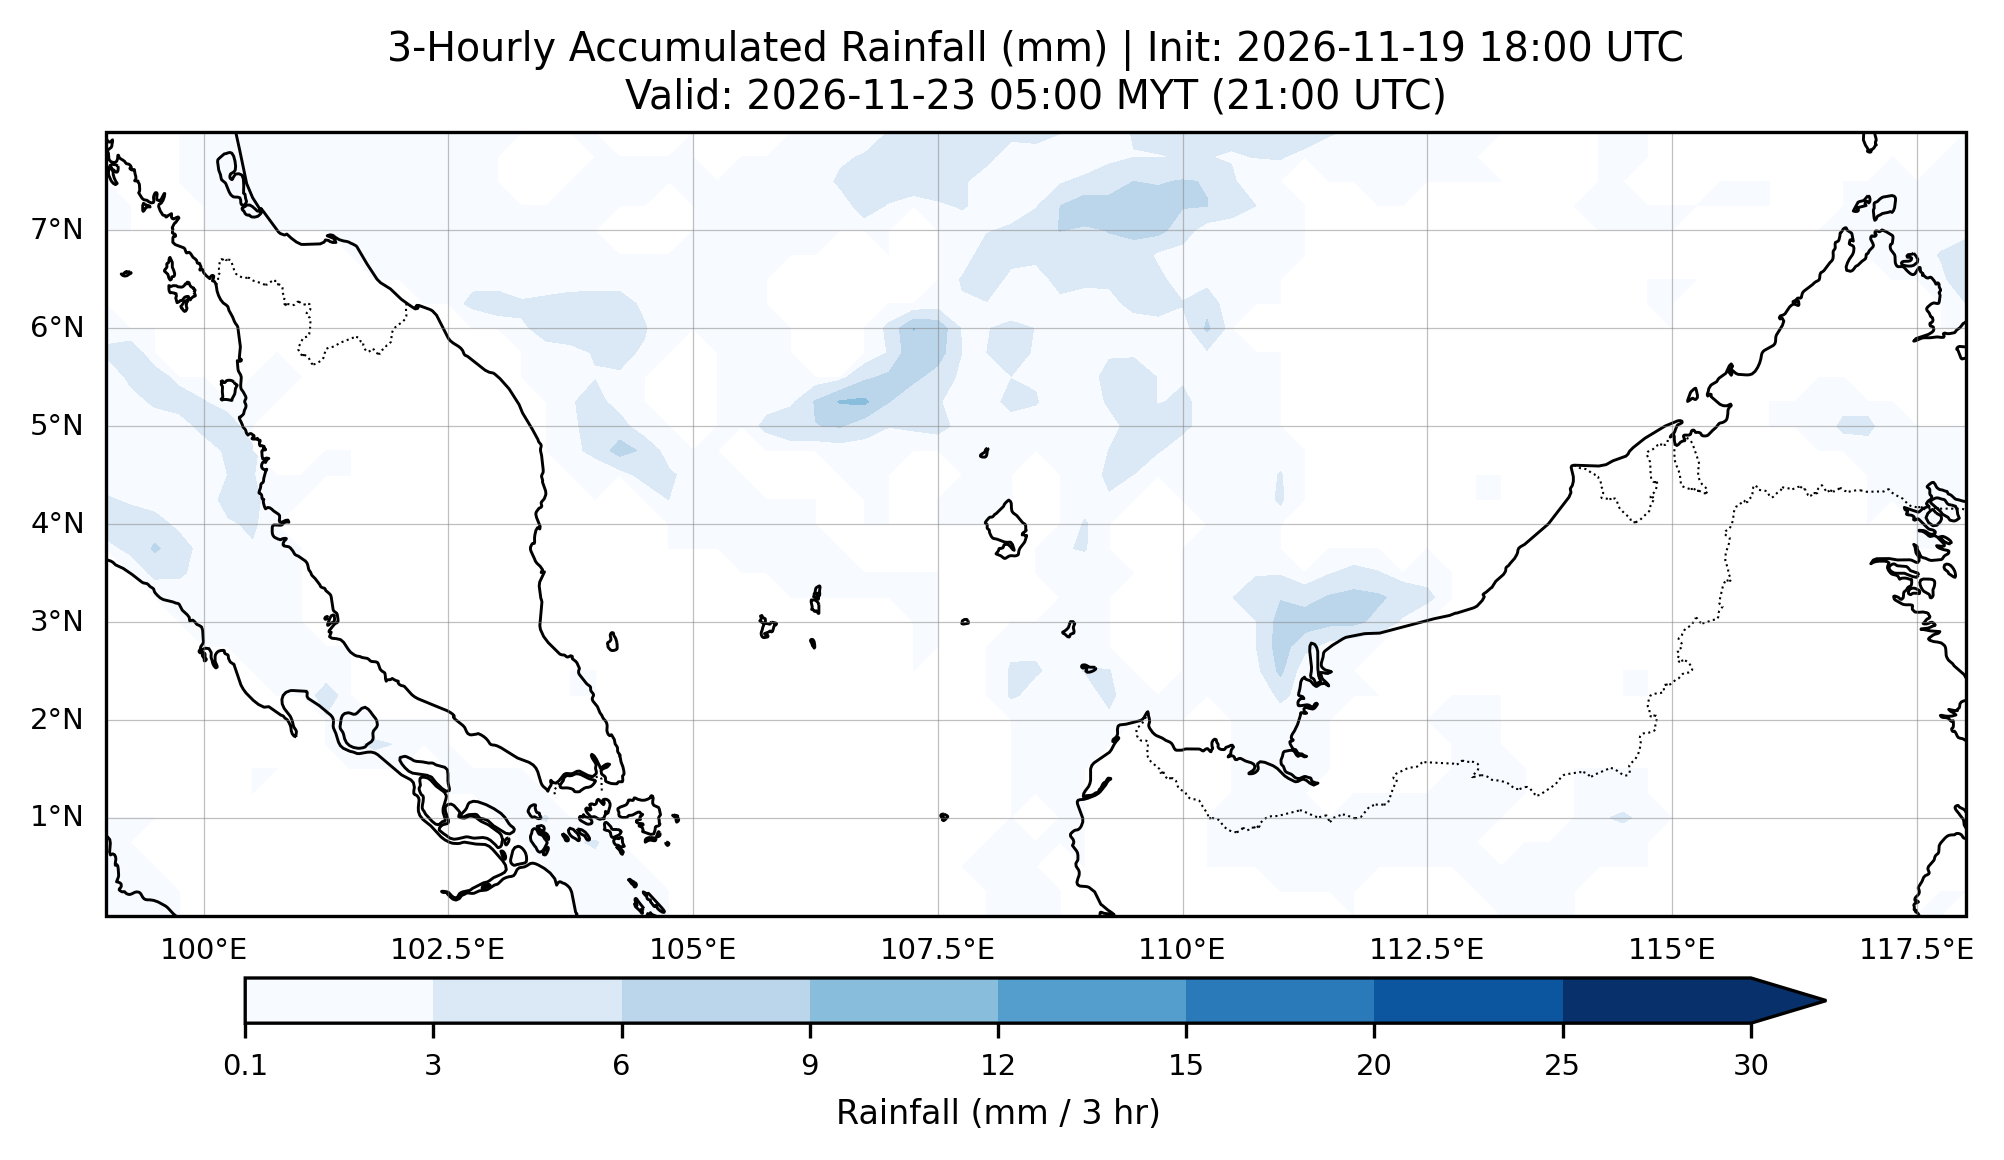 3-Hourly Accumulated Rainfall (mm) | Init: 2026-11-19 18:00 UTC
Valid: 2026-11-23 05:00 MYT (21:00 UTC)
7°N
6°N
5°N
4°N
3°N
2°N
1°N
100°E 102.5°E 105°E 107.5°E 110°E 112.5°E 115°E 117.5°E
0.1 3 6 9 12 15 20 25 30
Rainfall (mm / 3 hr)